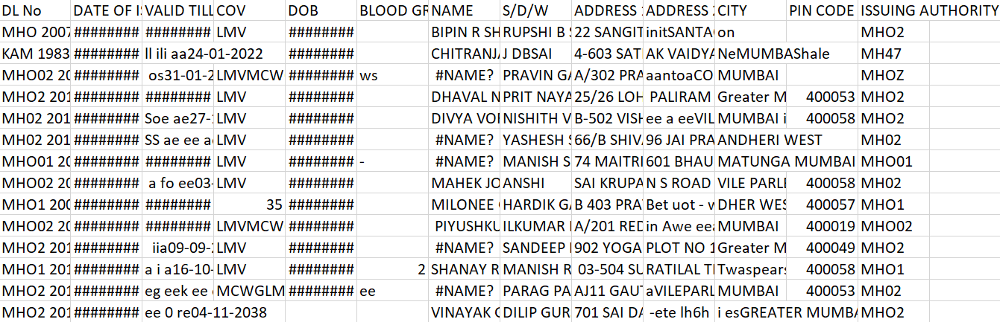 DL No DATE OF IS VALID TILL COV DOB BLOOD GR NAME S/D/W ADDRESS ADDRESS CITY PIN CODE ISSUING AUTHORITY
MHO 2007 ######## ######## LMV ######## BIPIN R SH RUPSHI B S 22 SANGIT initSANTA on MHO2
KAM 1983 ######## ll ili aa24-01-2022 ######## CHITRANJA J DBSAI 4-603 SAT AK VAIDYA NeMUMBAShale MH47
MHO02 20 ######## os31-01-2 LMVMCW ######## ws #NAME? PRAVIN GA A/302 PRA aantoaCO MUMBAI MHOZ
MHO2 201 ######## ######## LMV ######## DHAVAL N PRIT NAYA 25/26 LOH PALIRAM Greater M 400053 MHO2
MH02 201 ######## Soe ae27- LMV ######## DIVYA VOR NISHITH V B-502 VISH ee a eeVIL MUMBAI i 400058 MHO2
MH02 201 ######## SS ae ee a LMV ######## #NAME? YASHESH S 66/B SHIVA 96 JAI PRA ANDHERI WEST MH02
MHO01 20 ######## ######## LMV ######## - #NAME? MANISH S 74 MAITRI 601 BHAU MATUNGA MUMBAI MHO01
MHO02 20 ######## a fo ee03- LMV ######## MAHEK JO ANSHI SAI KRUPA N S ROAD VILE PARLE 400058 MH02
MHO1 200 ######## ######## 35 ######## MILONEE HARDIK GA B 403 PRA Bet uot - w DHER WES 400057 MHO1
MHO02 20 ######## ######## LMVMCW ######## PIYUSHKU ILKUMAR A/201 RED in Awe eea MUMBAI 400019 MHO02
MHO2 201 ######## iia09-09-2 LMV ######## #NAME? SANDEEP 902 YOGA PLOT NO 1 Greater M 400049 MHO2
MHO1 201 ######## a i a16-10- LMV ######## 2 SHANAY R MANISH R 03-504 SU RATILAL T Twaspears 400058 MHO1
MHO2 201 ######## eg eek ee MCWGLM ######## ee #NAME? PARAG PA AJ11 GAUT aVILEPARL MUMBAI 400053 MH02
MHO2 201 ######## ee 0 re04-11-2038 VINAYAK G DILIP GUR 701 SAI DA -ete lh6h i esGREATER MUMBA MHO2